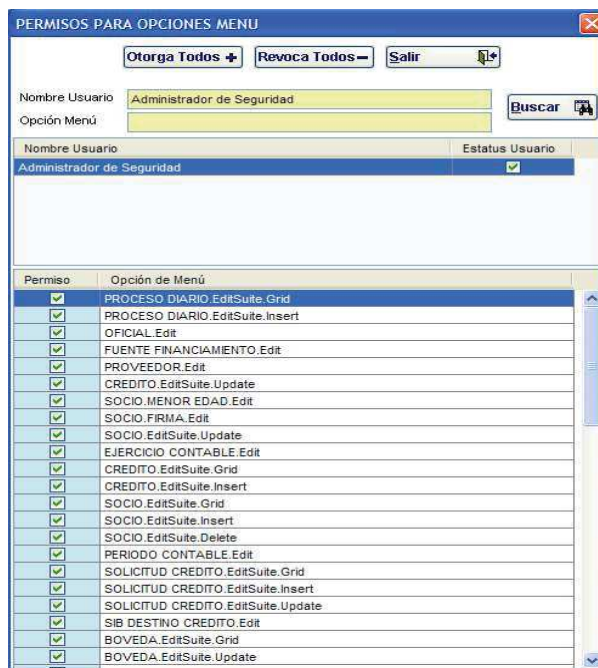 PERMISOS PARA OPCIONES MENU
Otorga Todos + Revoca Todos − Salir
Nombre Usuario Administrador de Seguridad
Buscar
Opción Menú
Nombre Usuario Estatus Usuario
Administrador de Seguridad
Permiso Opción de Menú
PROCESO DIARIO.EditSuite.Grid
PROCESO DIARIO.EditSuite.Insert
OFICIAL.Edit
FUENTE FINANCIAMIENTO.Edit
PROVEEDOR.Edit
CREDITO.EditSuite.Update
SOCIO.MENOR EDAD.Edit
SOCIO.FIRMA.Edit
SOCIO.EditSuite.Update
EJERCICIO CONTABLE.Edit
CREDITO.EditSuite.Grid
CREDITO.EditSuite.Insert
SOCIO.EditSuite.Grid
SOCIO.EditSuite.Insert
SOCIO.EditSuite.Delete
PERIODO CONTABLE.Edit
SOLICITUD CREDITO.EditSuite.Grid
SOLICITUD CREDITO.EditSuite.Insert
SOLICITUD CREDITO.EditSuite.Update
SIB DESTINO CREDITO.Edit
BOVEDA.EditSuite.Grid
BOVEDA.EditSuite.Update